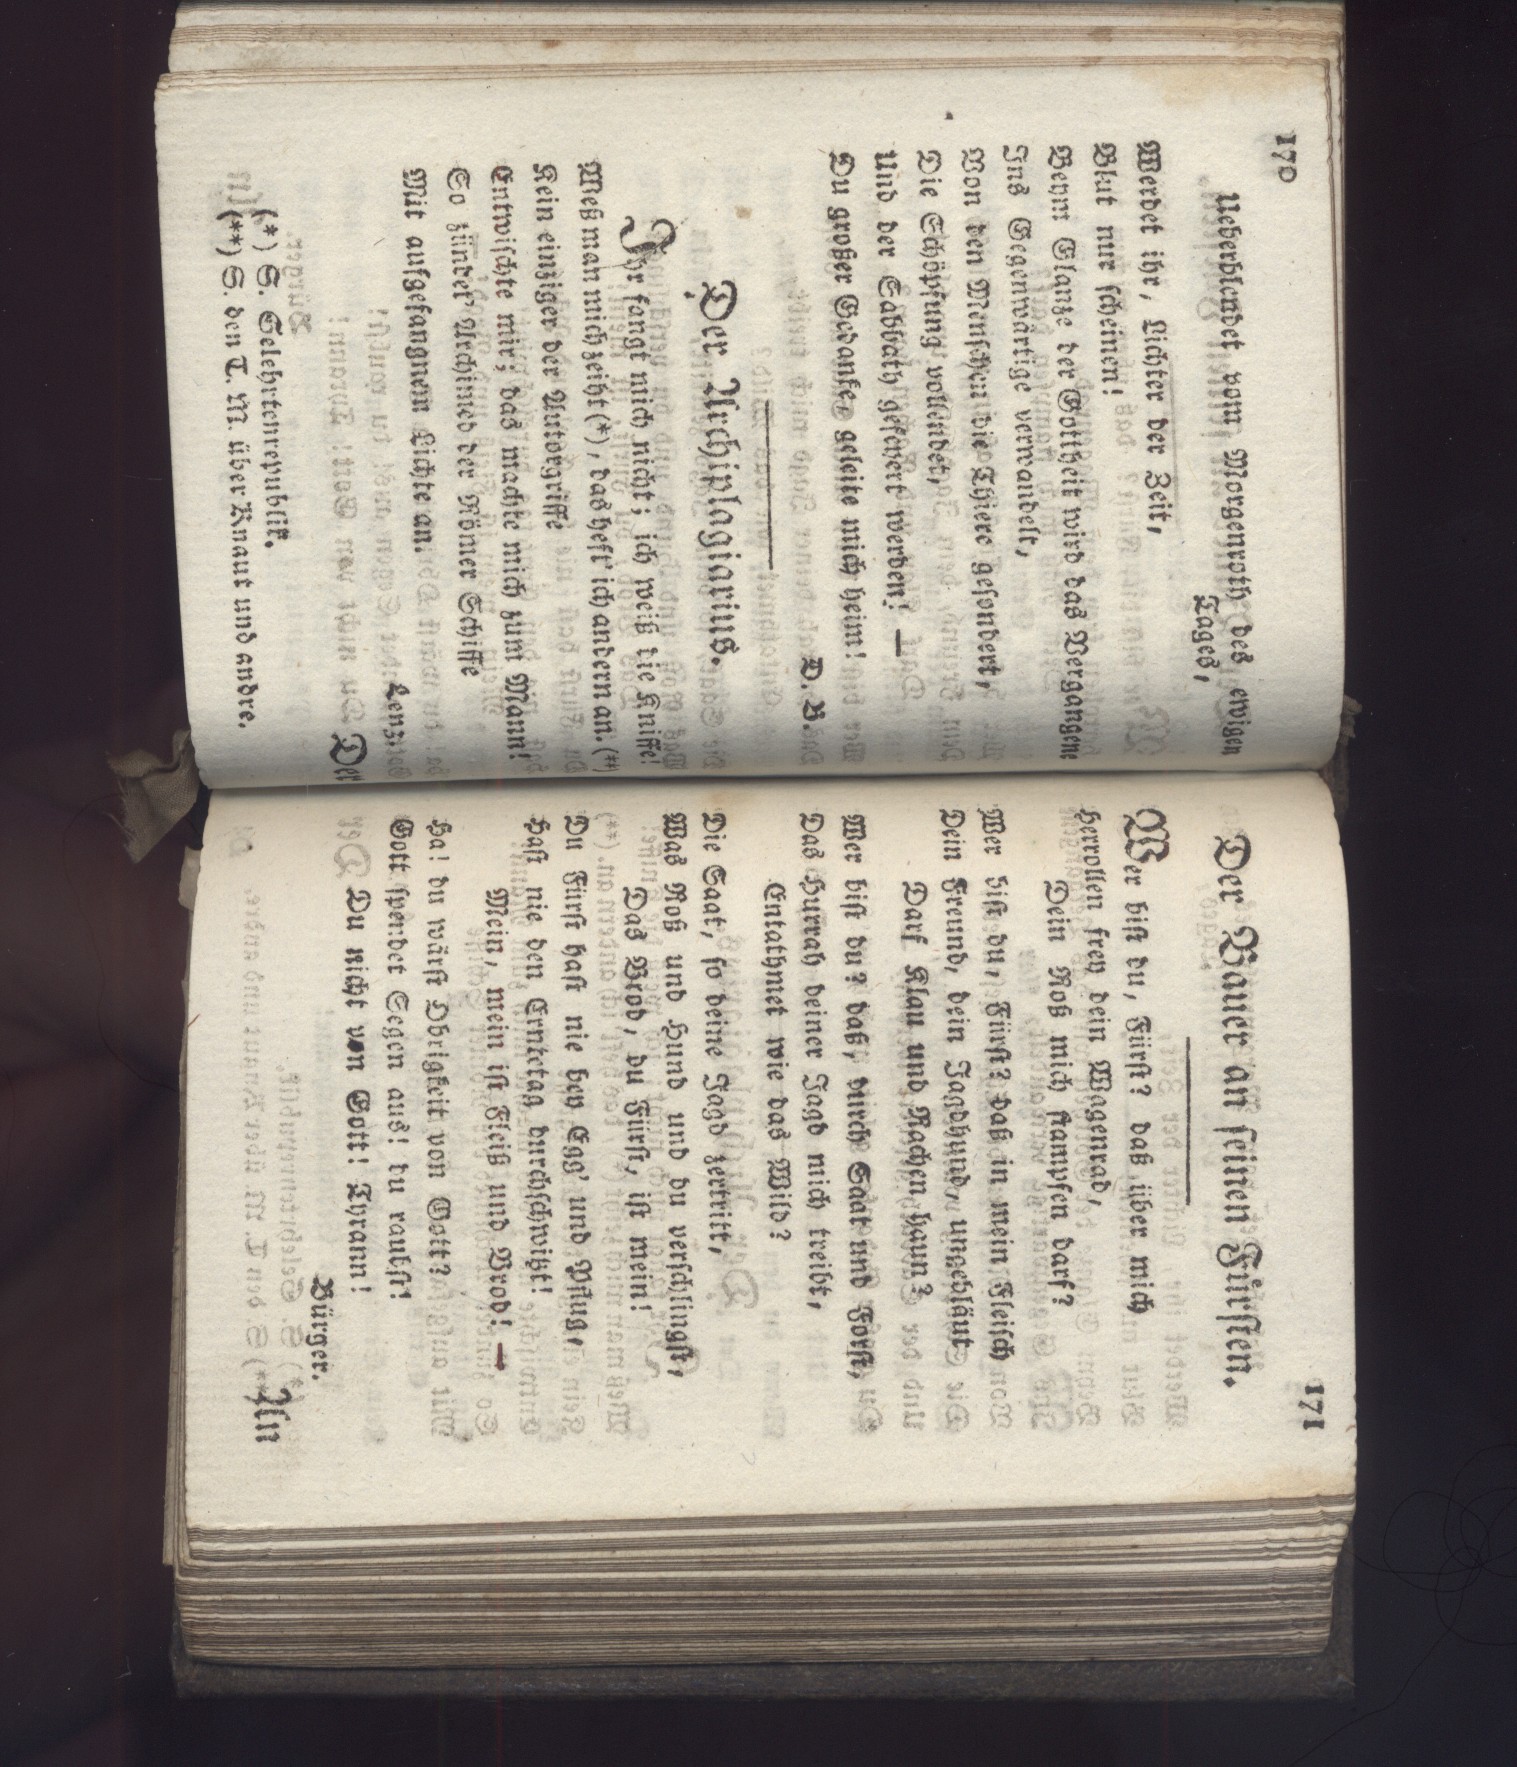 170
Ueberblendet vom Morgenroth des ewigen
Tages,
Werdet ihr, Lichter der Zeit,
Blut nur scheinen!
Beym Glanze der Gottheit wird das Vergangene
Ins Gegenwärtige verwandelt,
Von den Menschen die Thiere gesondert,
Die Schöpfung vollendet,
Und der Sabbath gefeyert werden! —
Du großer Gedanke, geleite mich heim!
D. B.
Der Archiplagiarius.
Ihr fangt mich nicht; ich weiß die Kniffe!
Weß man mich zeiht (*), das heft' ich andern an. (**)
Kein einziger der Autorgriffe
Entwischte mir; das machte mich zum Mann!
So zündet' Archimed der Römer Schiffe
Mit aufgefangnem Lichte an.
Lenz.
Der
(*) S. Gelehrtenrepublik.
(**) S. den T. M. über Knaut und andre.
171
Der Bauer an seinen Fürsten.
Wer bist du, Fürst? daß über mich
Herrollen frey dein Wagenrad,
Dein Roß mich stampfen darf?
Wer bist du, Fürst? daß in mein Fleisch
Dein Freund, dein Jagdhund, ungebläut
Darf Klau und Rachen haun?
Wer bist du? daß, durch Saat und Forst,
Das Hurrah deiner Jagd mich treibt,
Entathmet wie das Wild?
Die Saat, so deine Jagd zertritt,
Was Roß und Hund und du verschlingst,
Das Brod, du Fürst, ist mein!
Du Fürst hast nie bey Egg' und Pflug,
Hast nie den Erntetag durchschwitzt!
Mein, mein ist Fleiß und Brod! —
Ha! du wärst Obrigkeit von Gott?
Gott spendet Segen aus! du raubst!
Du nicht von Gott! Tyrann!
Bürger.
An